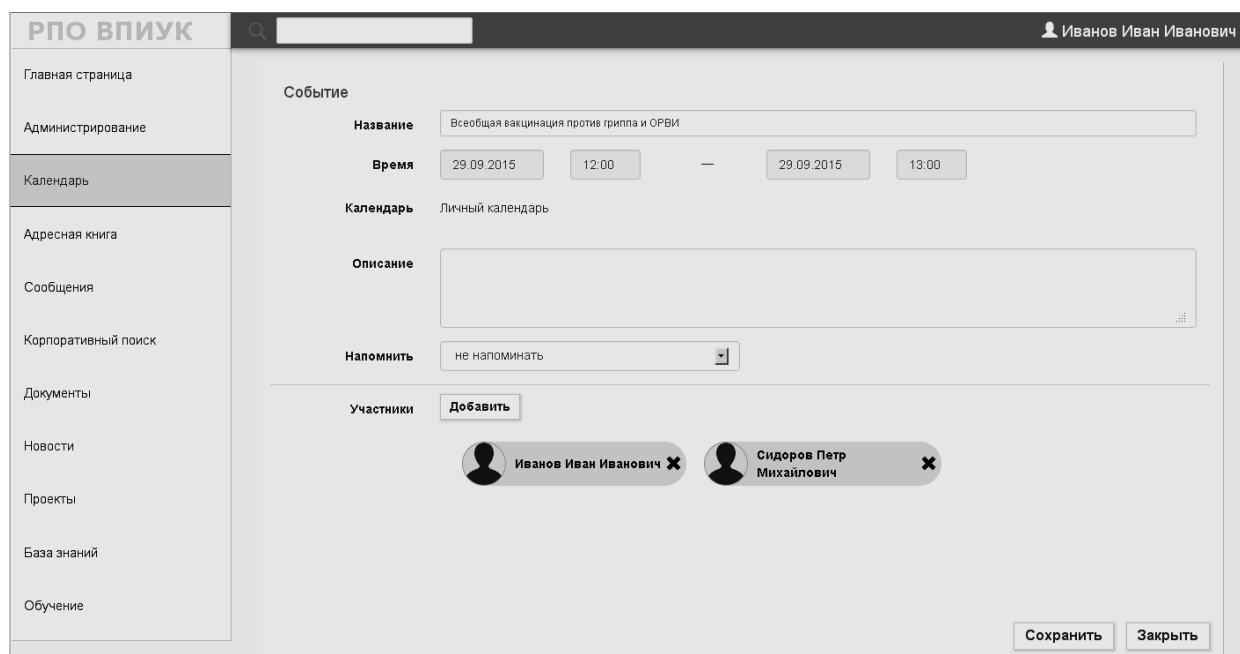 РПО ВПИУК
Иванов Иван Иванович
Главная страница
Администрирование
Календарь
Адресная книга
Сообщения
Корпоративный поиск
Документы
Новости
Проекты
База знаний
Обучение
Событие
Название Всеобщая вакцинация против гриппа и ОРВИ
Время 29.09.2015 12:00 — 29.09.2015 13:00
Календарь Личный календарь
Описание
Напомнить не напоминать
Участники Добавить
Иванов Иван Иванович
Сидоров Петр
Михайлович
Сохранить Закрыть